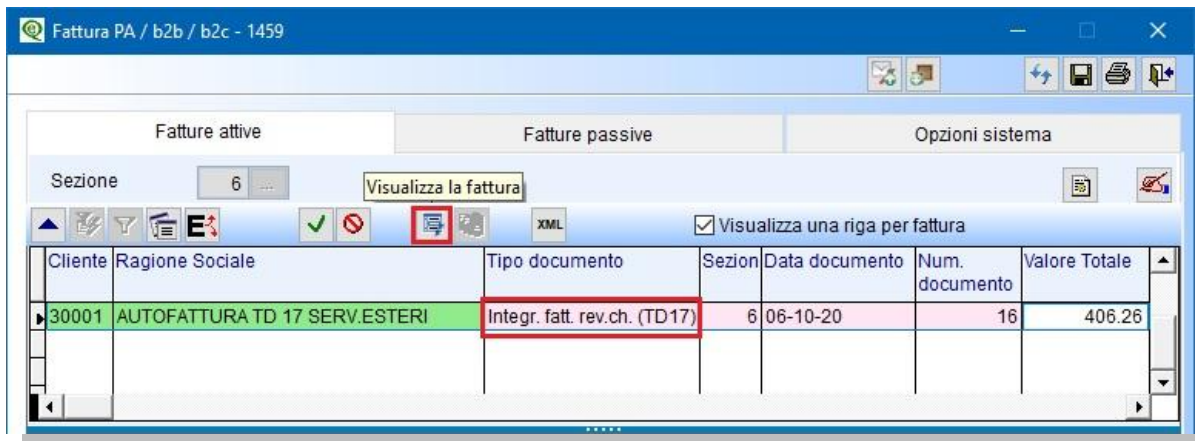 Fattura PA / b2b / b2c - 1459
Fatture attive
Fatture passive
Opzioni sistema
Sezione 6 ...
Visualizza la fattura
E
XML
Visualizza una riga per fattura
Cliente Ragione Sociale Tipo documento Sezion Data documento Num. documento Valore Totale
30001 AUTOFATTURA TD 17 SERV.ESTERI Integr. fatt. rev.ch. (TD17) 6 06-10-20 16 406.26